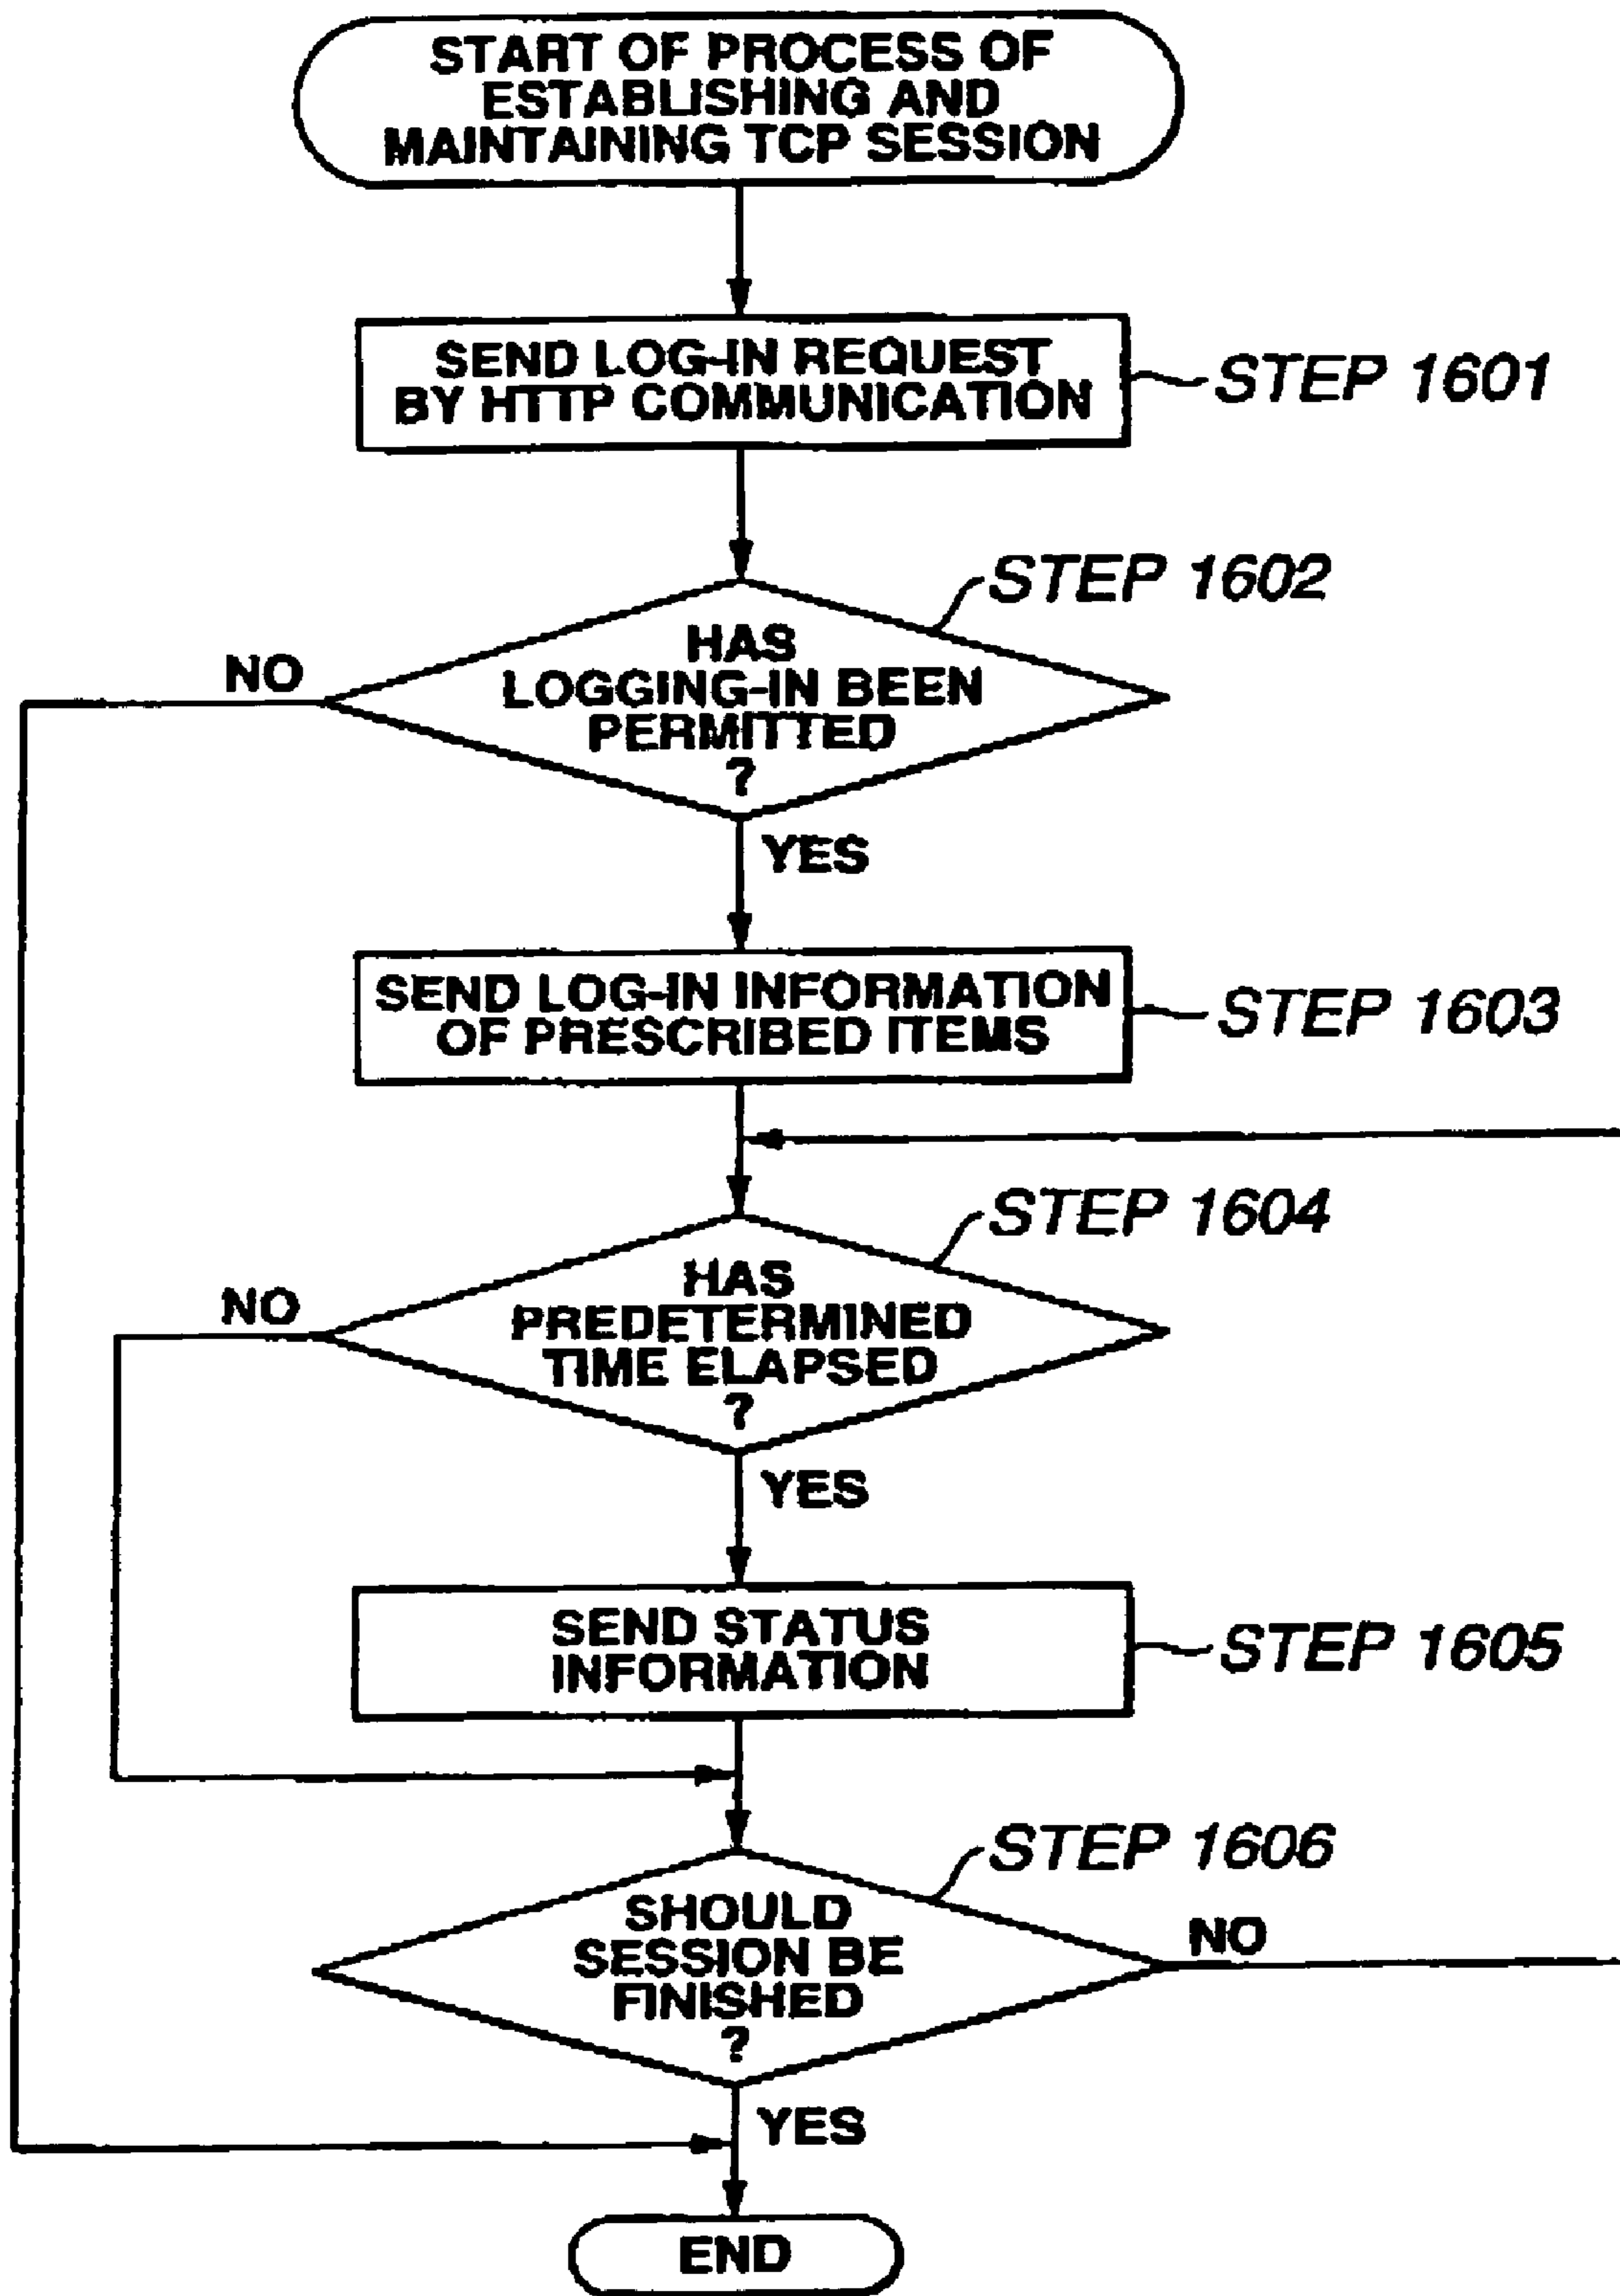 START OF PROCESS OF
ESTABLISHING AND
MAINTAINING TCP SESSION
SEND LOG-IN REQUEST
BY HTTP COMMUNICATION
STEP 1601
STEP 1602
HAS
LOGGING-IN BEEN
PERMITTED
?
NO
YES
SEND LOG-IN INFORMATION
OF PRESCRIBED ITEMS
STEP 1603
STEP 1604
HAS
PREDETERMINED
TIME ELAPSED
?
NO
YES
SEND STATUS
INFORMATION
STEP 1605
STEP 1606
SHOULD
SESSION BE
FINISHED
?
NO
YES
END